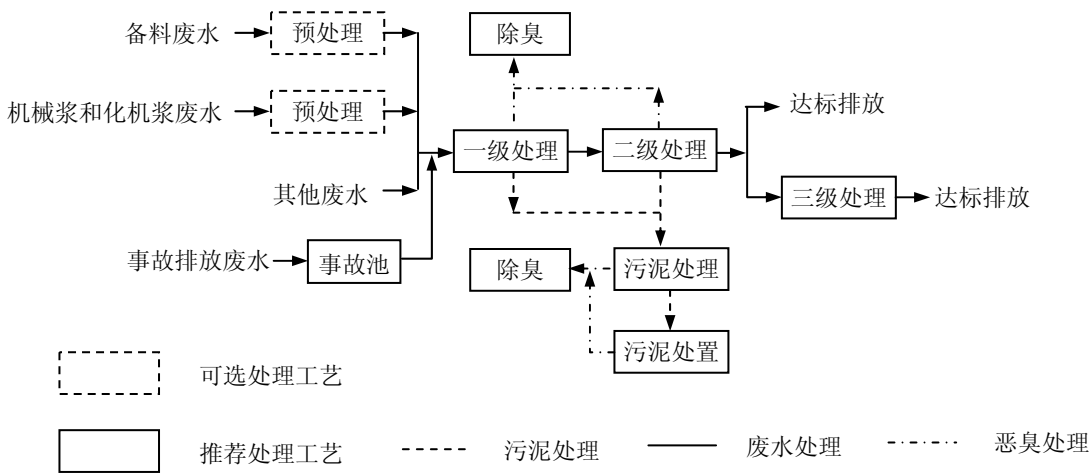 备料废水
预处理
除臭
机械浆和化机浆废水
预处理
达标排放
一级处理
二级处理
其他废水
三级处理
达标排放
事故排放废水
事故池
除臭
污泥处理
污泥处置
可选处理工艺
推荐处理工艺
污泥处理
废水处理
恶臭处理